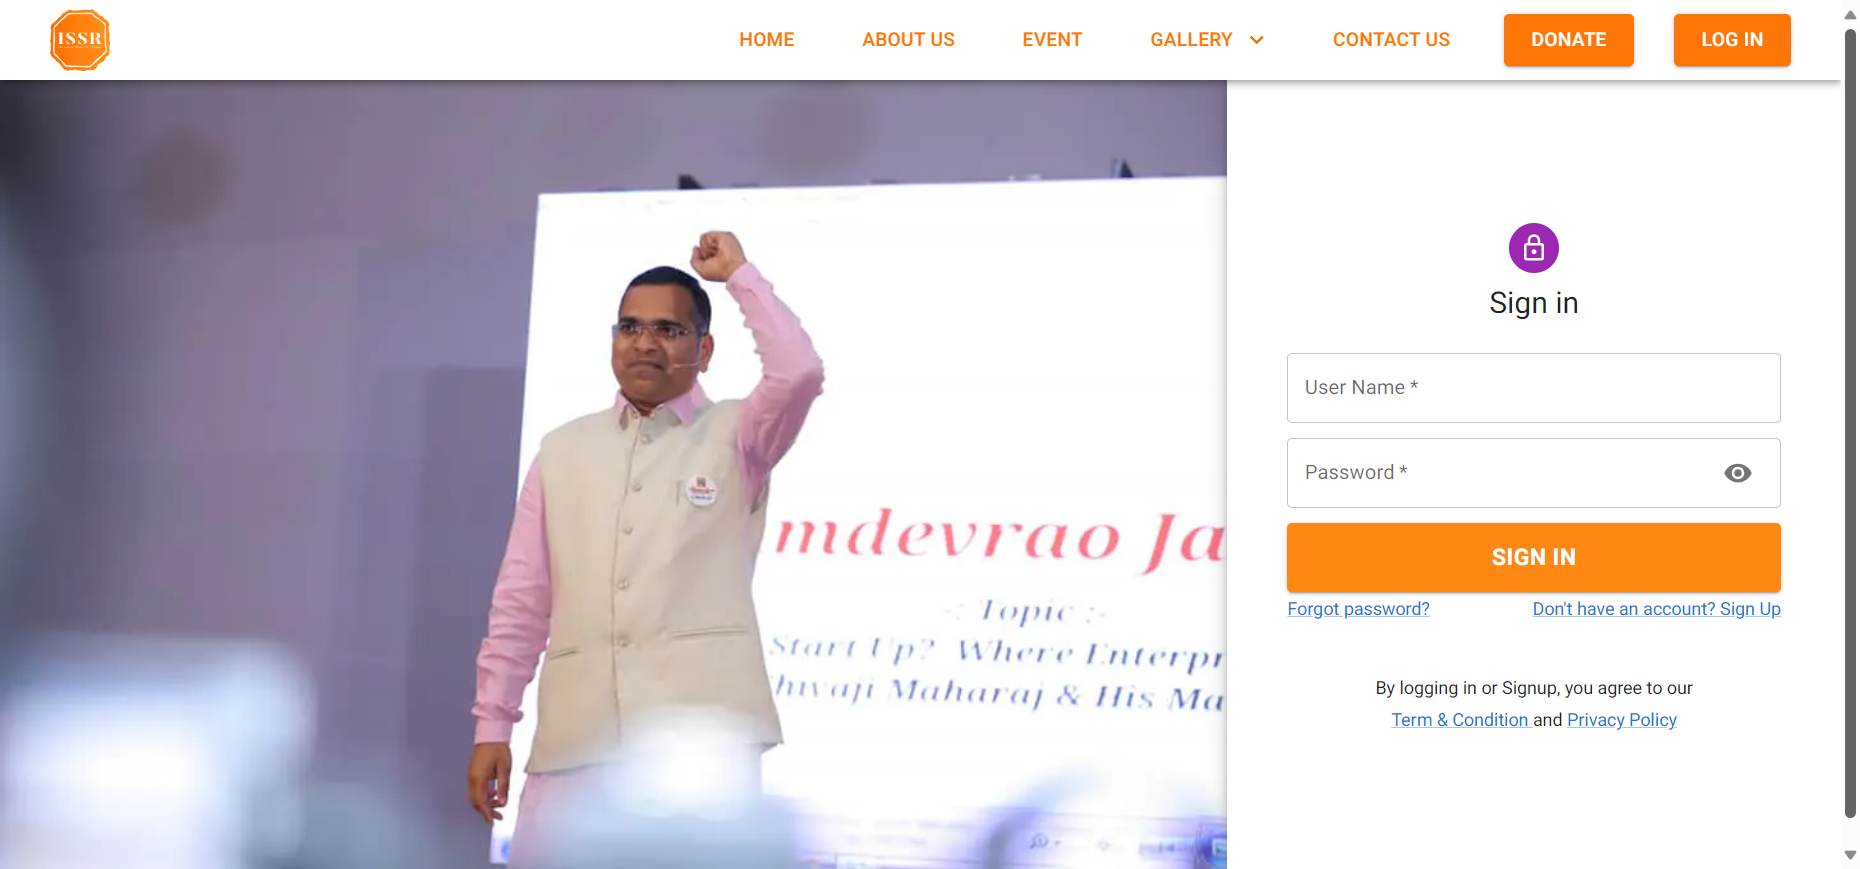 ISSR
HOME
ABOUT US
EVENT
GALLERY
CONTACT US
DONATE
LOG IN
mdevrao Ja
-: Topic :-
Start Up? Where Enterpr
hivaji Maharaj & His Ma
Sign in
User Name *
Password *
SIGN IN
Forgot password?
Don't have an account? Sign Up
By logging in or Signup, you agree to our
Term & Condition and Privacy Policy